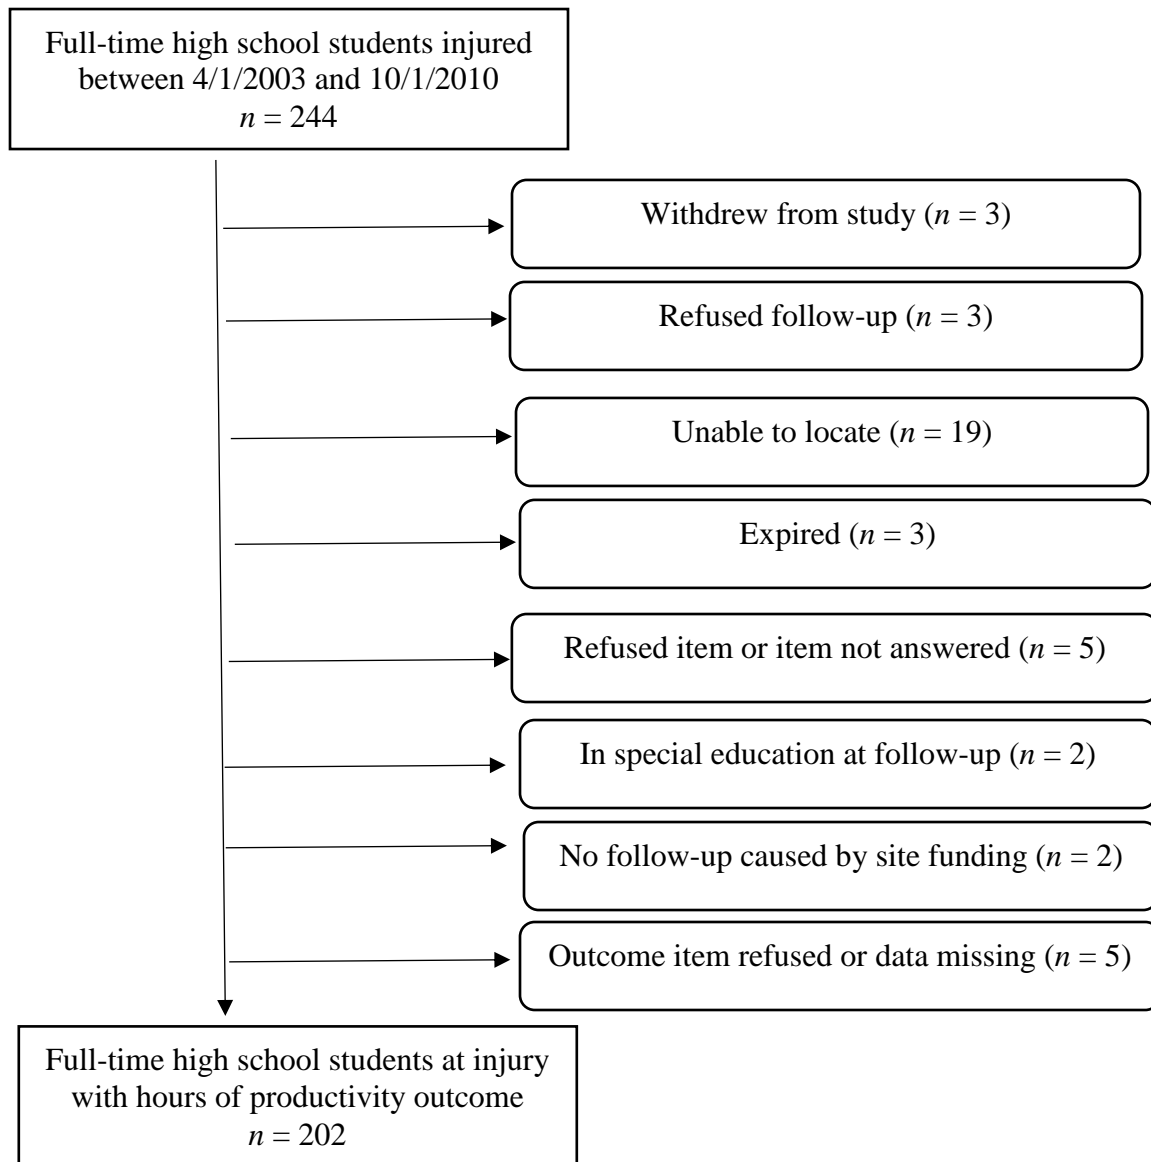 Full-time high school students injured
between 4/1/2003 and 10/1/2010
n = 244
Withdrew from study (n = 3)
Refused follow-up (n = 3)
Unable to locate (n = 19)
Expired (n = 3)
Refused item or item not answered (n = 5)
In special education at follow-up (n = 2)
No follow-up caused by site funding (n = 2)
Outcome item refused or data missing (n = 5)
Full-time high school students at injury
with hours of productivity outcome
n = 202